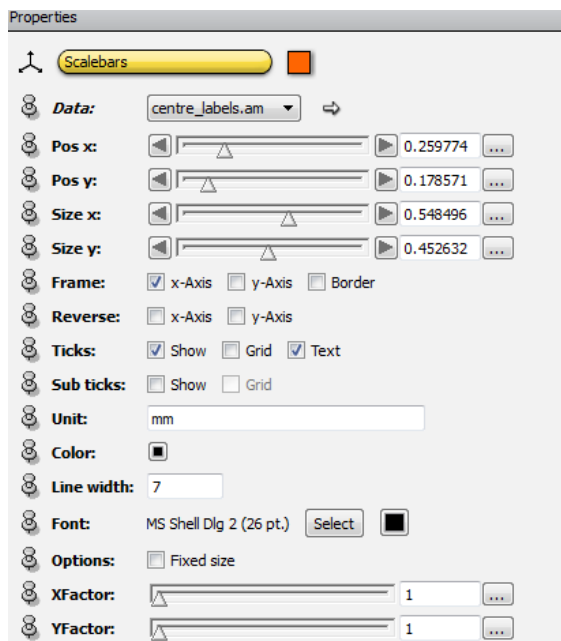 Properties
Scalebars
Data: centre_labels.am
Pos x: 0.259774 ...
Pos y: 0.178571 ...
Size x: 0.548496 ...
Size y: 0.452632 ...
Frame: x-Axis y-Axis Border
Reverse: x-Axis y-Axis
Ticks: Show Grid Text
Sub ticks: Show Grid
Unit: mm
Color:
Line width: 7
Font: MS Shell Dlg 2 (26 pt.) Select
Options: Fixed size
XFactor: 1 ...
YFactor: 1 ...